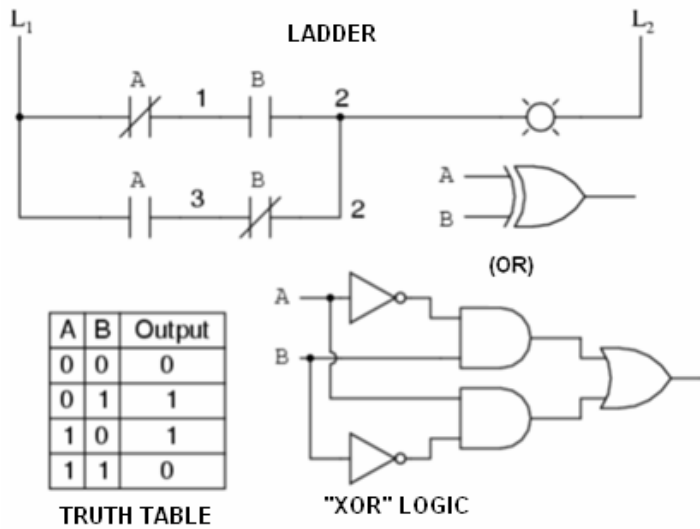 L1 LADDER L2
A B
1 2
A B
3 2
A
B
(OR)
A
B
A B Output
0 0 0
0 1 1
1 0 1
1 1 0
TRUTH TABLE
"XOR" LOGIC